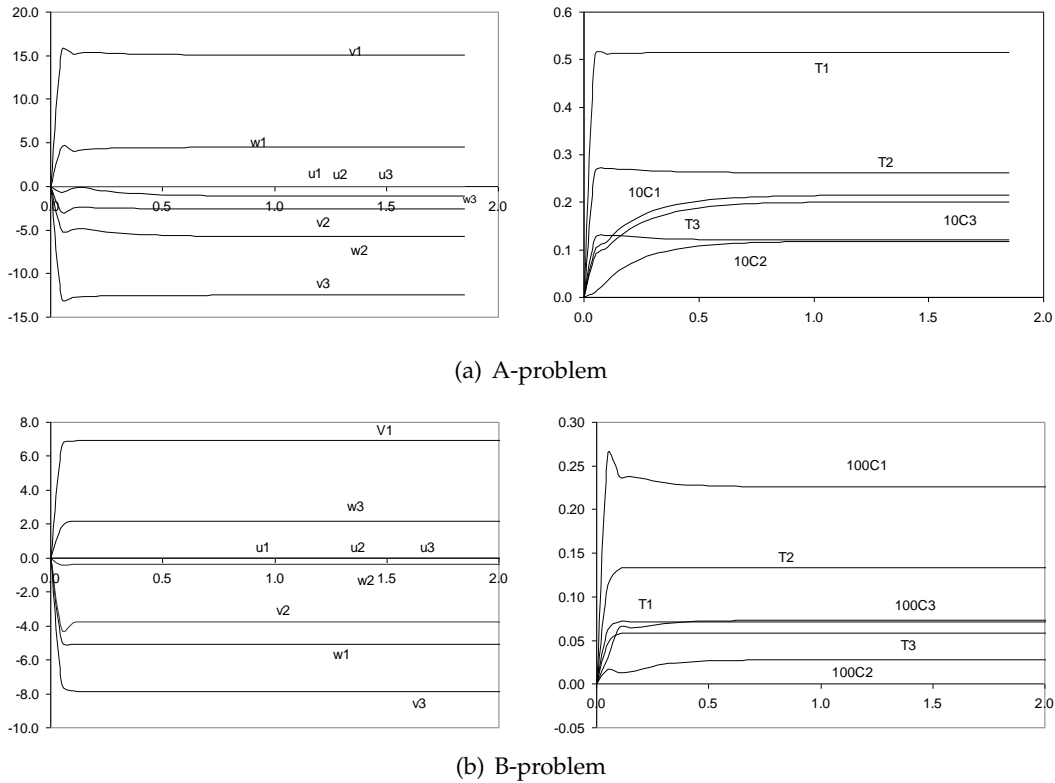 20.0
15.0
10.0
5.0
0.0
-5.0
-10.0
-15.0
0.0 0.5 1.0 1.5 2.0
v1
w1
u1 u2 u3
w3
v2
w2
v3
0.6
0.5
0.4
0.3
0.2
0.1
0.0
0.0 0.5 1.0 1.5 2.0
T1
T2
10C1
T3
10C3
10C2
(a) A-problem
8.0
6.0
4.0
2.0
0.0
-2.0
-4.0
-6.0
-8.0
-10.0
0.0 0.5 1.0 1.5 2.0
V1
w3
u1 u2 u3
w2
v2
w1
v3
0.30
0.25
0.20
0.15
0.10
0.05
0.00
-0.05
0.0 0.5 1.0 1.5 2.0
100C1
T2
T1
100C3
T3
100C2
(b) B-problem